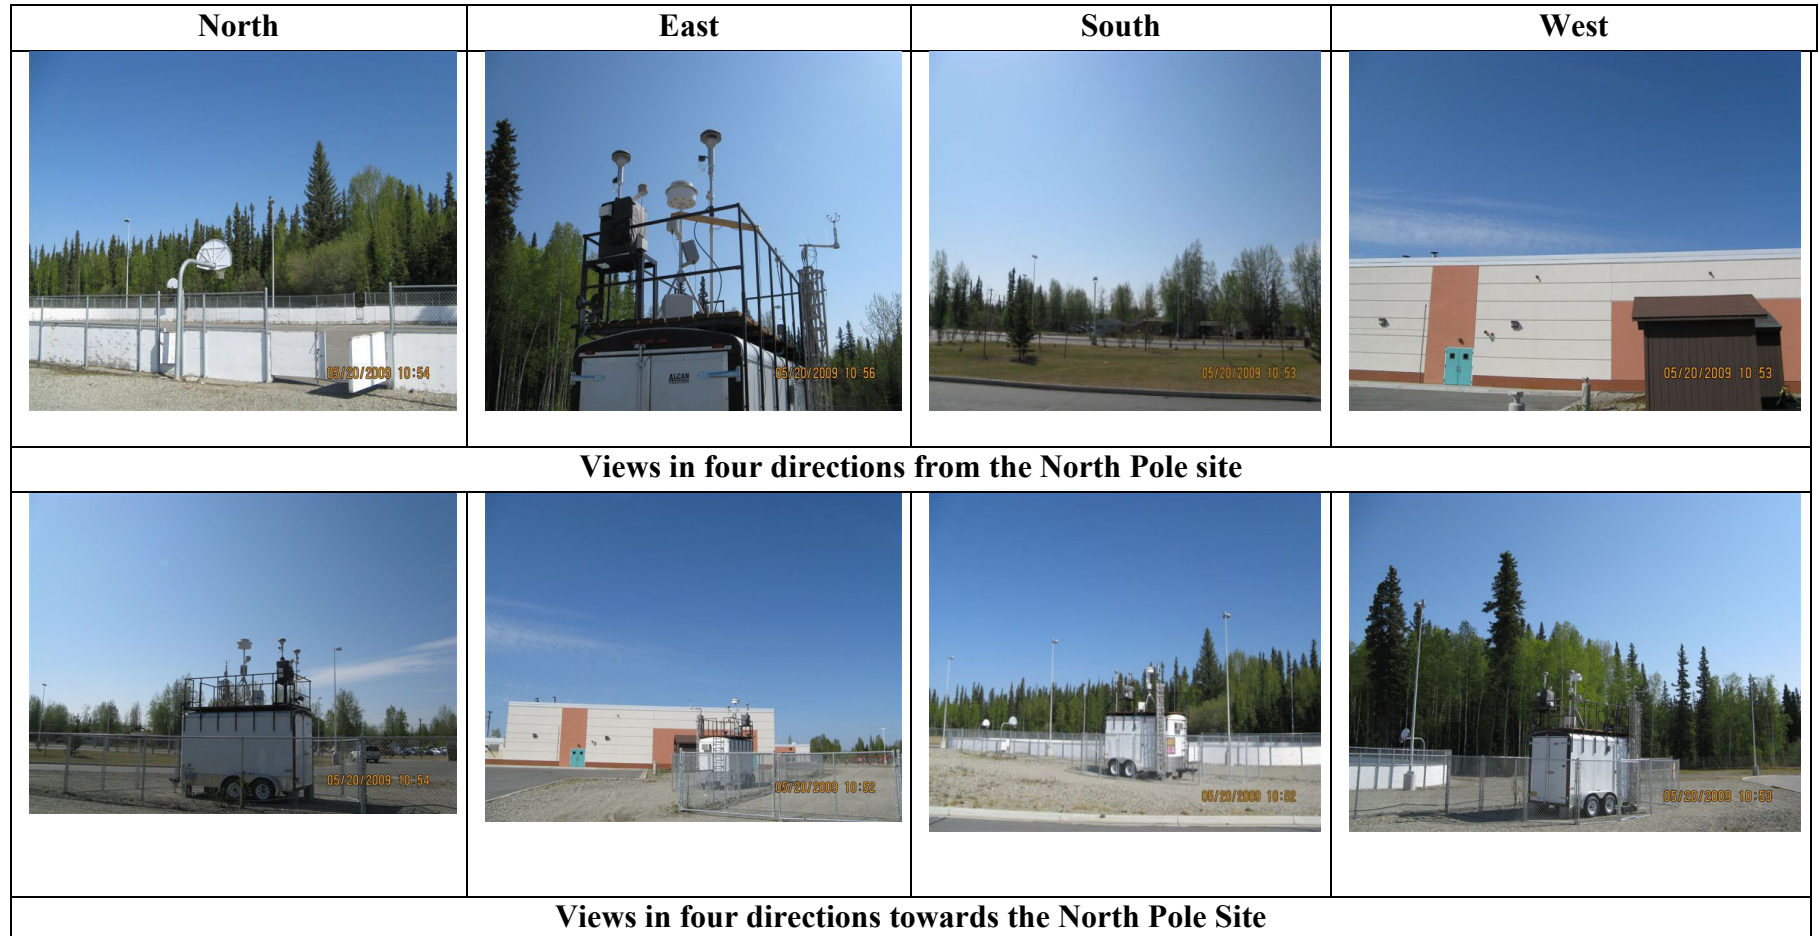 North East South West
05/20/2009 10:54
ALCAN
05/20/2009 10:56
05/20/2009 10:53
05/20/2009 10:53
Views in four directions from the North Pole site
05/20/2009 10:54
05/20/2009 10:52
05/20/2009 10:52
05/20/2009 10:53
Views in four directions towards the North Pole Site